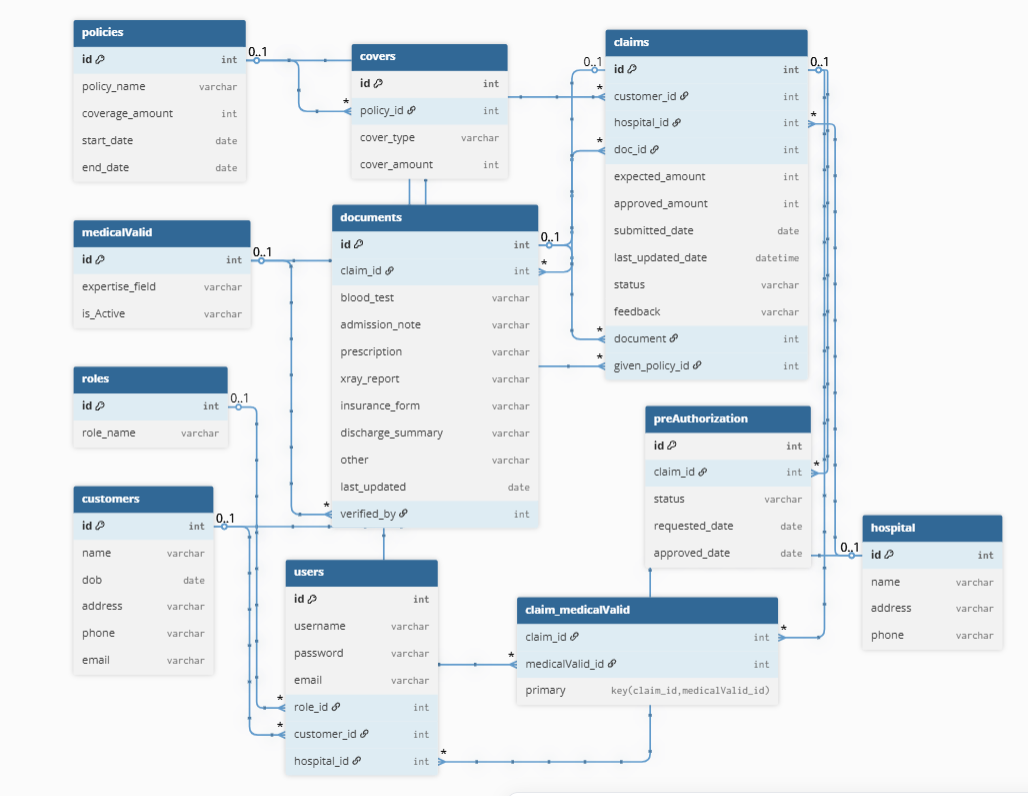 policies
id int
policy_name varchar
coverage_amount int
start_date date
end_date date
0..1
covers
id int
* policy_id int
cover_type varchar
cover_amount int
claims
0..1 id int 0..1
* customer_id int
hospital_id int *
* doc_id int
expected_amount int
approved_amount int
submitted_date date
last_updated_date datetime
status varchar
feedback varchar
* document int
* given_policy_id int
medicalValid
id int 0..1
expertise_field varchar
is_Active varchar
documents
id int 0..1
claim_id int *
blood_test varchar
admission_note varchar
prescription varchar
xray_report varchar
insurance_form varchar
discharge_summary varchar
other varchar
last_updated date
* verified_by int
roles
id int 0..1
role_name varchar
preAuthorization
id int
claim_id int *
status varchar
requested_date date
approved_date date
customers
id int 0..1
name varchar
dob date
address varchar
phone varchar
email varchar
hospital
0..1 id int
name varchar
address varchar
phone varchar
users
id int
username varchar
password varchar
email varchar
* role_id int
* customer_id int
hospital_id int *
claim_medicalValid
claim_id int *
* medicalValid_id int
primary key(claim_id,medicalValid_id)